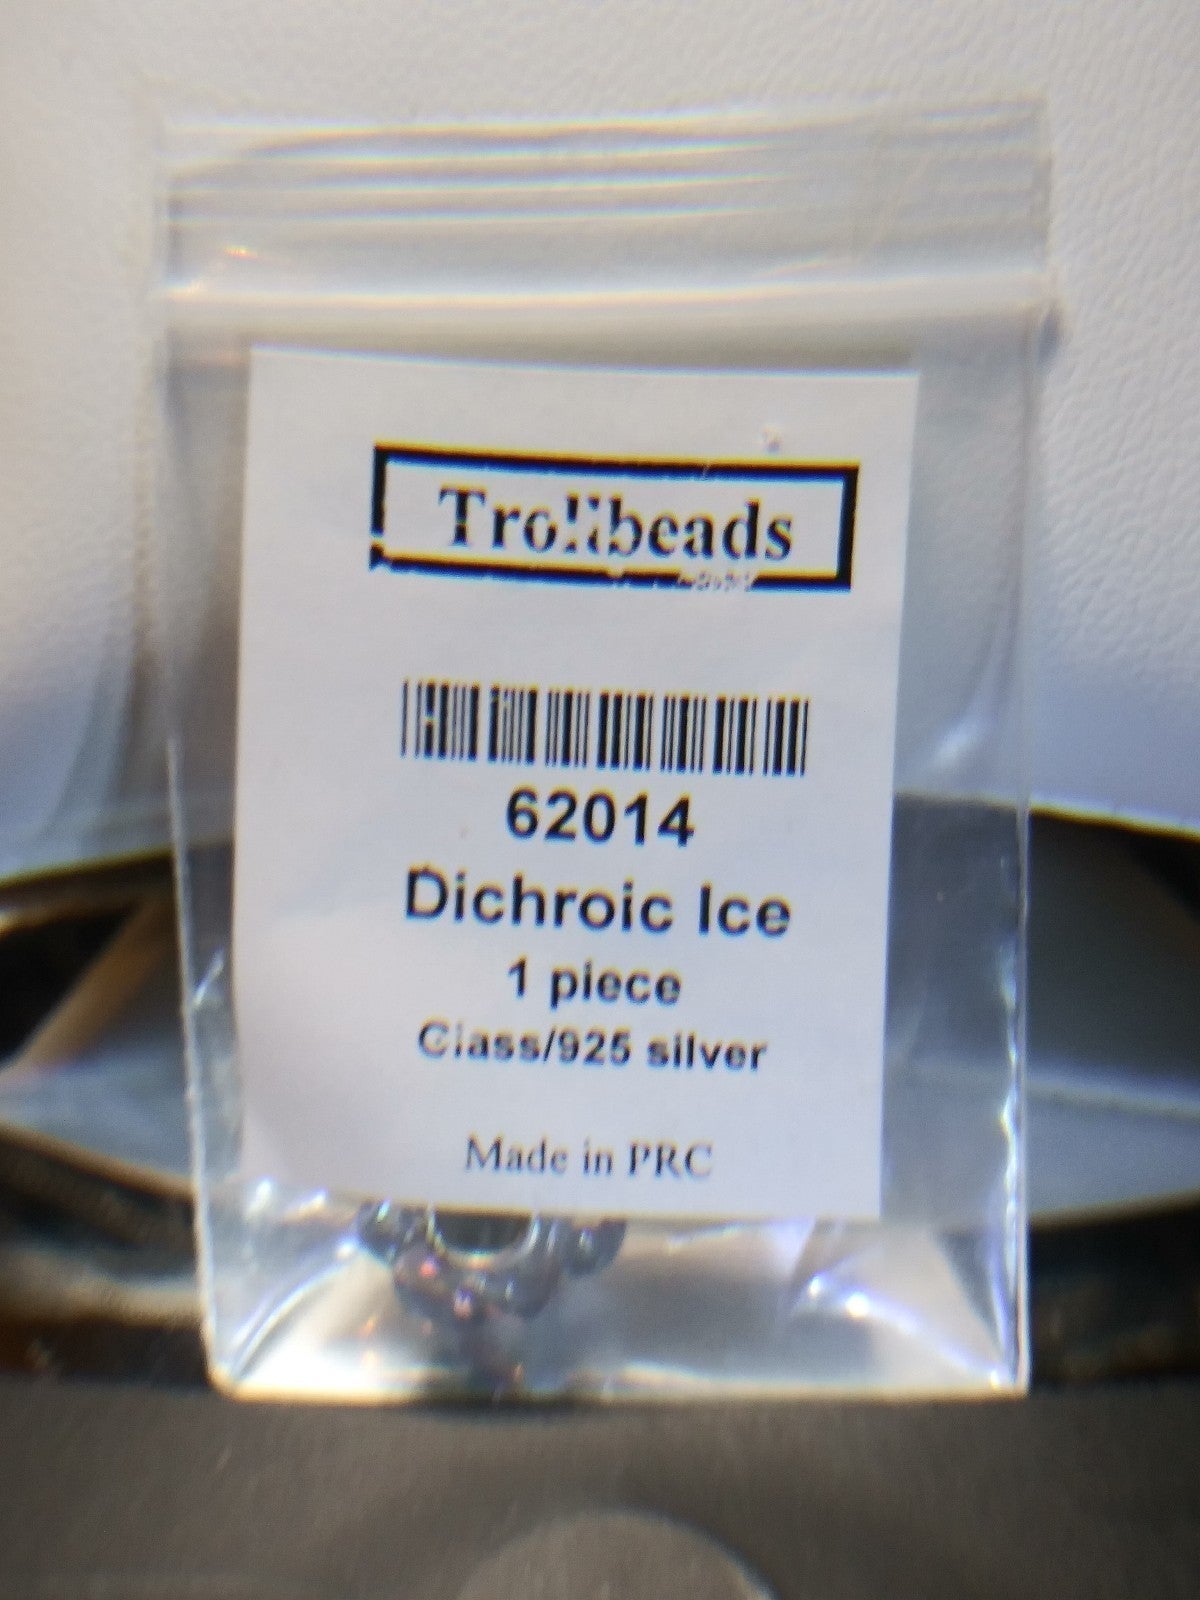 Trollbeads
62014
Dichroic Ice
1 piece
Glass/925 silver
Made in PRC